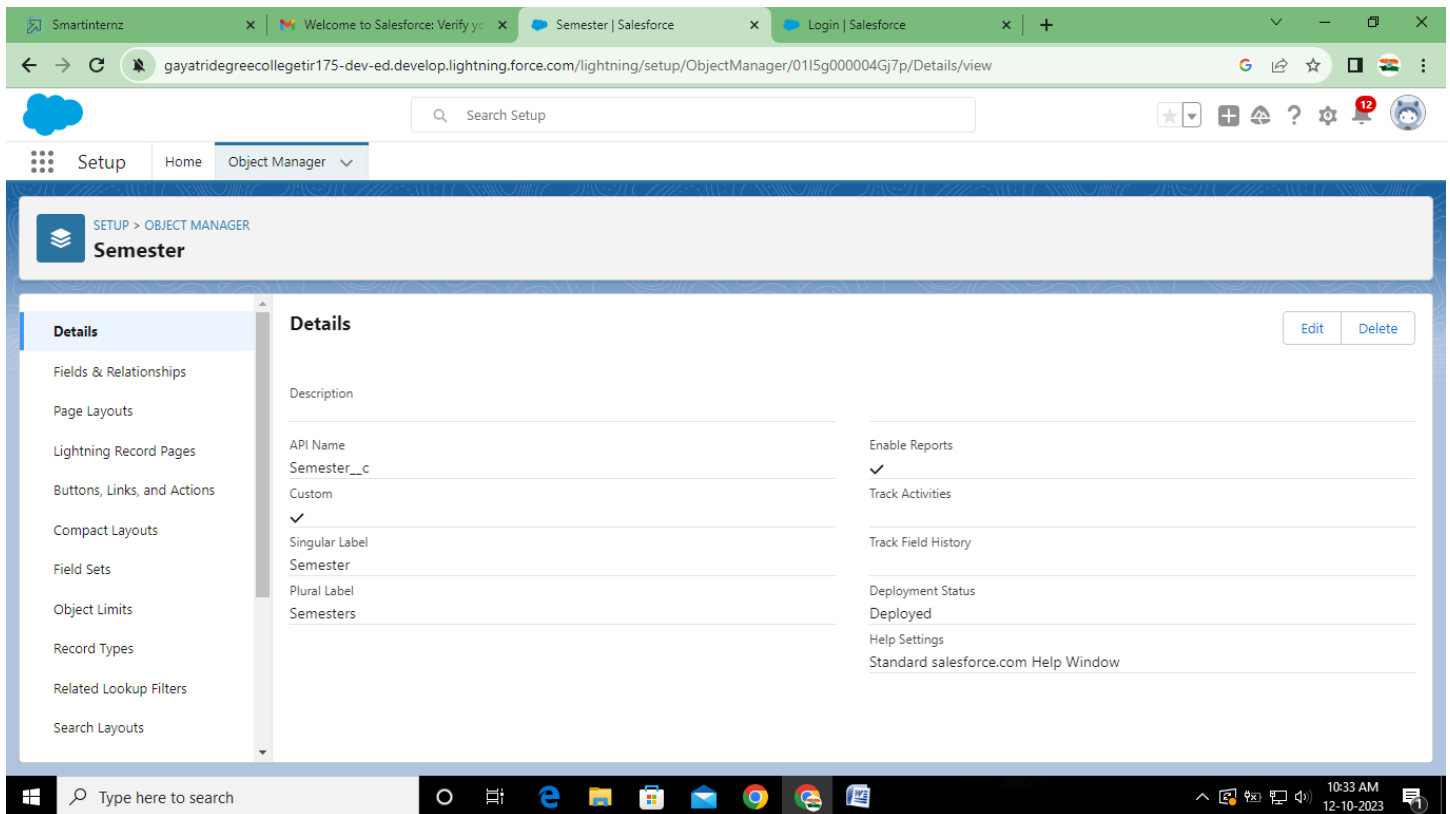 Smartinternz
Welcome to Salesforce: Verify yo
Semester | Salesforce
Login | Salesforce
gayatridegreecollegetir175-dev-ed.develop.lightning.force.com/lightning/setup/ObjectManager/01I5g000004Gj7p/Details/view
G
Search Setup
12
Setup
Home
Object Manager
SETUP > OBJECT MANAGER
Semester
Details
Fields & Relationships
Page Layouts
Lightning Record Pages
Buttons, Links, and Actions
Compact Layouts
Field Sets
Object Limits
Record Types
Related Lookup Filters
Search Layouts
Details
Edit
Delete
Description
API Name
Semester__c
Custom
Singular Label
Semester
Plural Label
Semesters
Enable Reports
Track Activities
Track Field History
Deployment Status
Deployed
Help Settings
Standard salesforce.com Help Window
Type here to search
10:33 AM
12-10-2023
1